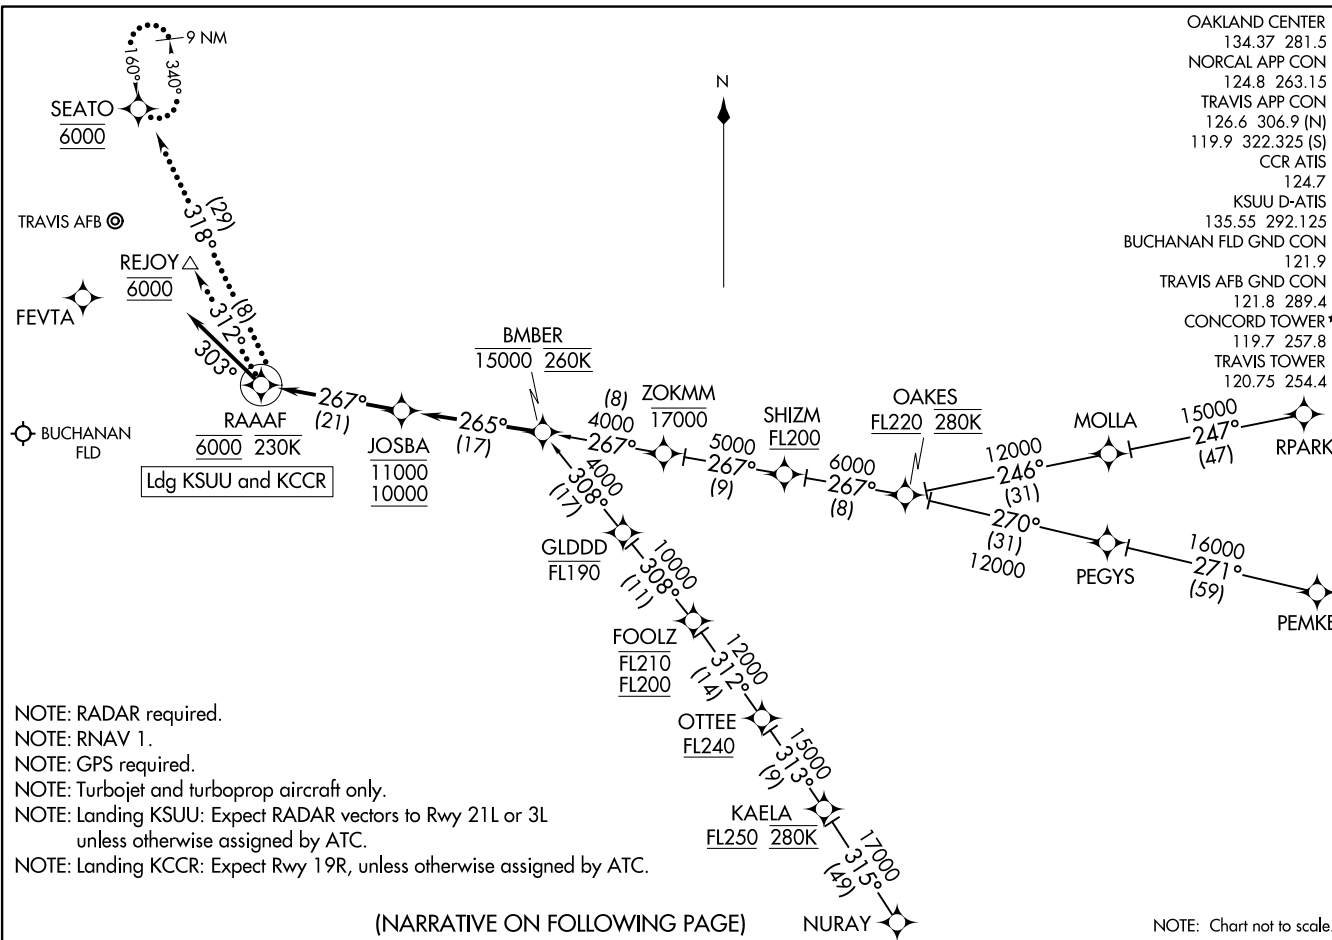 OAKLAND CENTER
134.37 281.5
NORCAL APP CON
124.8 263.15
TRAVIS APP CON
126.6 306.9 (N)
119.9 322.325 (S)
CCR ATIS
124.7
KSUU D-ATIS
135.55 292.125
BUCHANAN FLD GND CON
121.9
TRAVIS AFB GND CON
121.8 289.4
CONCORD TOWER★
119.7 257.8
TRAVIS TOWER
120.75 254.4
N
9 NM
160°
340°
SEATO
6000
(29)
318°
(8)
TRAVIS AFB
REJOY
6000
312°
FEVTA
303°
BUCHANAN
FLD
RAAAF
6000 230K
Ldg KSUU and KCCR
267°
(21)
JOSBA
11000
10000
265°
(17)
BMBER
15000 260K
(8)
4000
267°
ZOKMM
17000
5000
267°
(9)
SHIZM
FL200
6000
267°
(8)
OAKES
FL220 280K
12000
246°
(31)
MOLLA
15000
247°
(47)
RPARK
270°
(31)
12000
PEGYS
16000
271°
(59)
PEMKE
4000
308°
(17)
GLDDD
FL190
10000
308°
(11)
FOOLZ
FL210
FL200
12000
312°
(14)
OTTEE
FL240
15000
313°
(9)
KAELA
FL250 280K
17000
315°
(49)
NURAY
NOTE: RADAR required.
NOTE: RNAV 1.
NOTE: GPS required.
NOTE: Turbojet and turboprop aircraft only.
NOTE: Landing KSUU: Expect RADAR vectors to Rwy 21L or 3L
unless otherwise assigned by ATC.
NOTE: Landing KCCR: Expect Rwy 19R, unless otherwise assigned by ATC.
(NARRATIVE ON FOLLOWING PAGE)
NOTE: Chart not to scale.